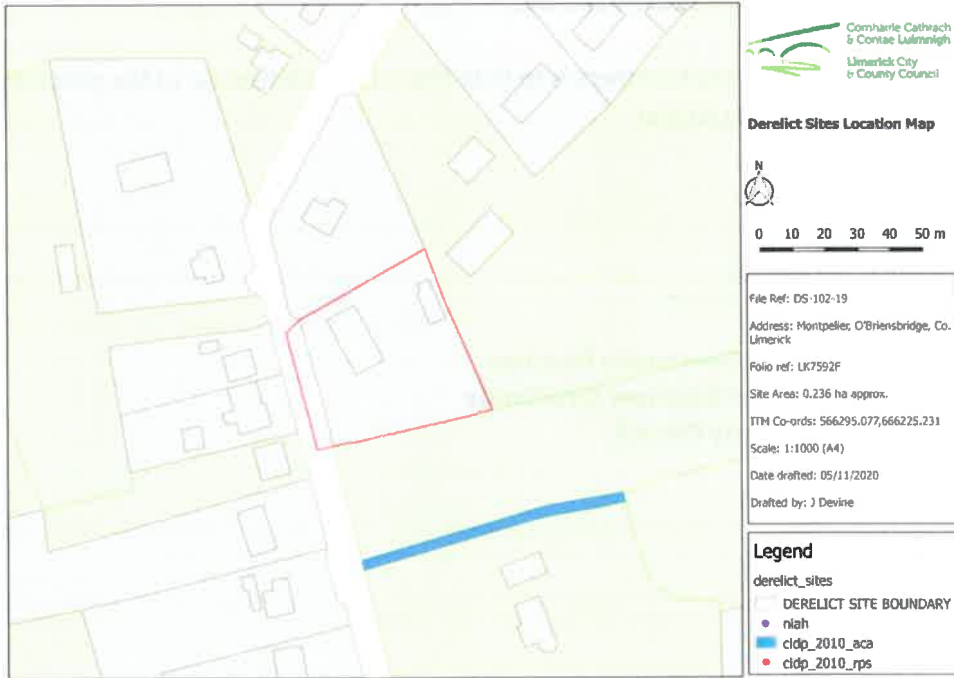 Comhairle Cathrach
& Contae Luimnigh
Limerick City
& County Council
Derelict Sites Location Map
N
0 10 20 30 40 50 m
File Ref: DS-102-19
Address: Montpelier, O'Briensbridge, Co.
Limerick
Folio ref: LK7592F
Site Area: 0.236 ha approx.
ITM Co-ords: 566295.077,666225.231
Scale: 1:1000 (A4)
Date drafted: 05/11/2020
Drafted by: J Devine
Legend
derelict_sites
DERELICT SITE BOUNDARY
niah
cldp_2010_aca
cldp_2010_rps